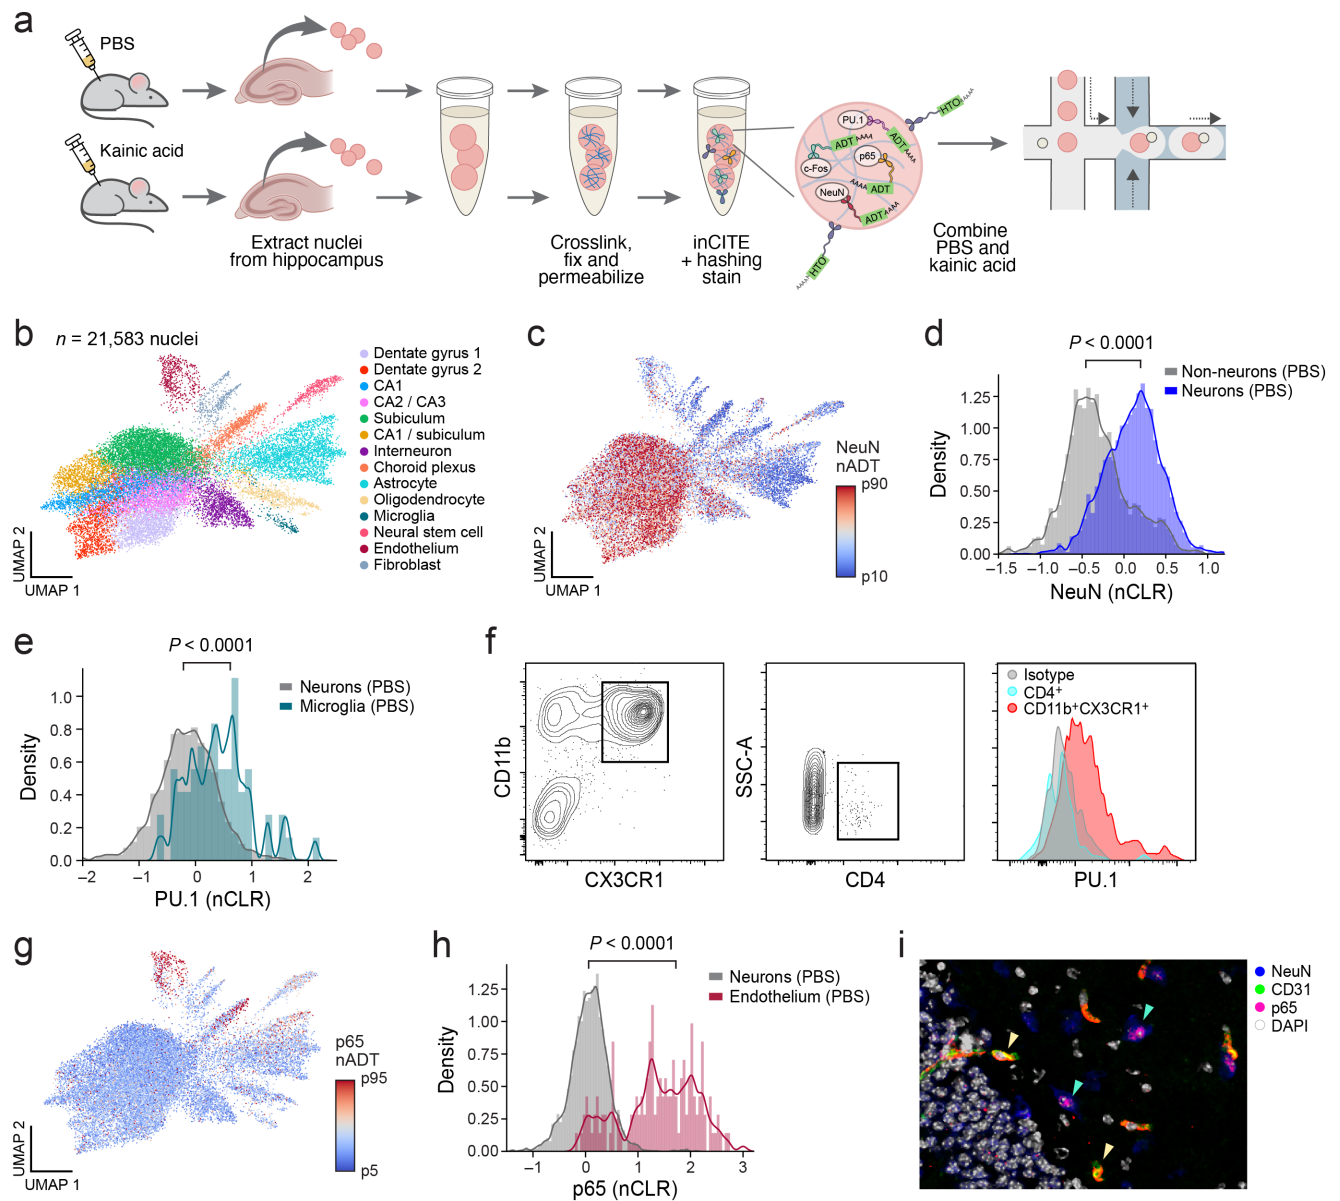 a
PBS
Kainic acid
Extract nuclei
from hippocampus
Crosslink,
fix and
permeabilize
inCITE
+ hashing
stain
PU.1
ADT
AAAA
ADT
AAAA
c-Fos
p65
AAAA
ADT
NeuN
ADT
AAAA
HTO
AAAA
HTO
AAAAA
Combine
PBS and
kainic acid
b
n = 21,583 nuclei
Dentate gyrus 1
Dentate gyrus 2
CA1
CA2 / CA3
Subiculum
CA1 / subiculum
Interneuron
Choroid plexus
Astrocyte
Oligodendrocyte
Microglia
Neural stem cell
Endothelium
Fibroblast
UMAP 2
UMAP 1
c
NeuN
nADT
p90
p10
UMAP 2
UMAP 1
d
P < 0.0001
Non-neurons (PBS)
Neurons (PBS)
1.25
1.00
0.75
0.50
0.25
0.00
Density
−1.5 −1.0 −0.5 0.0 0.5 1.0
NeuN (nCLR)
e
P < 0.0001
Neurons (PBS)
Microglia (PBS)
1.0
0.8
0.6
0.4
0.2
0.0
Density
−2 −1 0 1 2
PU.1 (nCLR)
f
CD11b
CX3CR1
SSC-A
CD4
Isotype
CD4+
CD11b+CX3CR1+
PU.1
g
p65
nADT
p95
p5
UMAP 2
UMAP 1
h
P < 0.0001
Neurons (PBS)
Endothelium (PBS)
1.25
1.00
0.75
0.50
0.25
0.00
Density
−1 0 1 2 3
p65 (nCLR)
i
NeuN
CD31
p65
DAPI